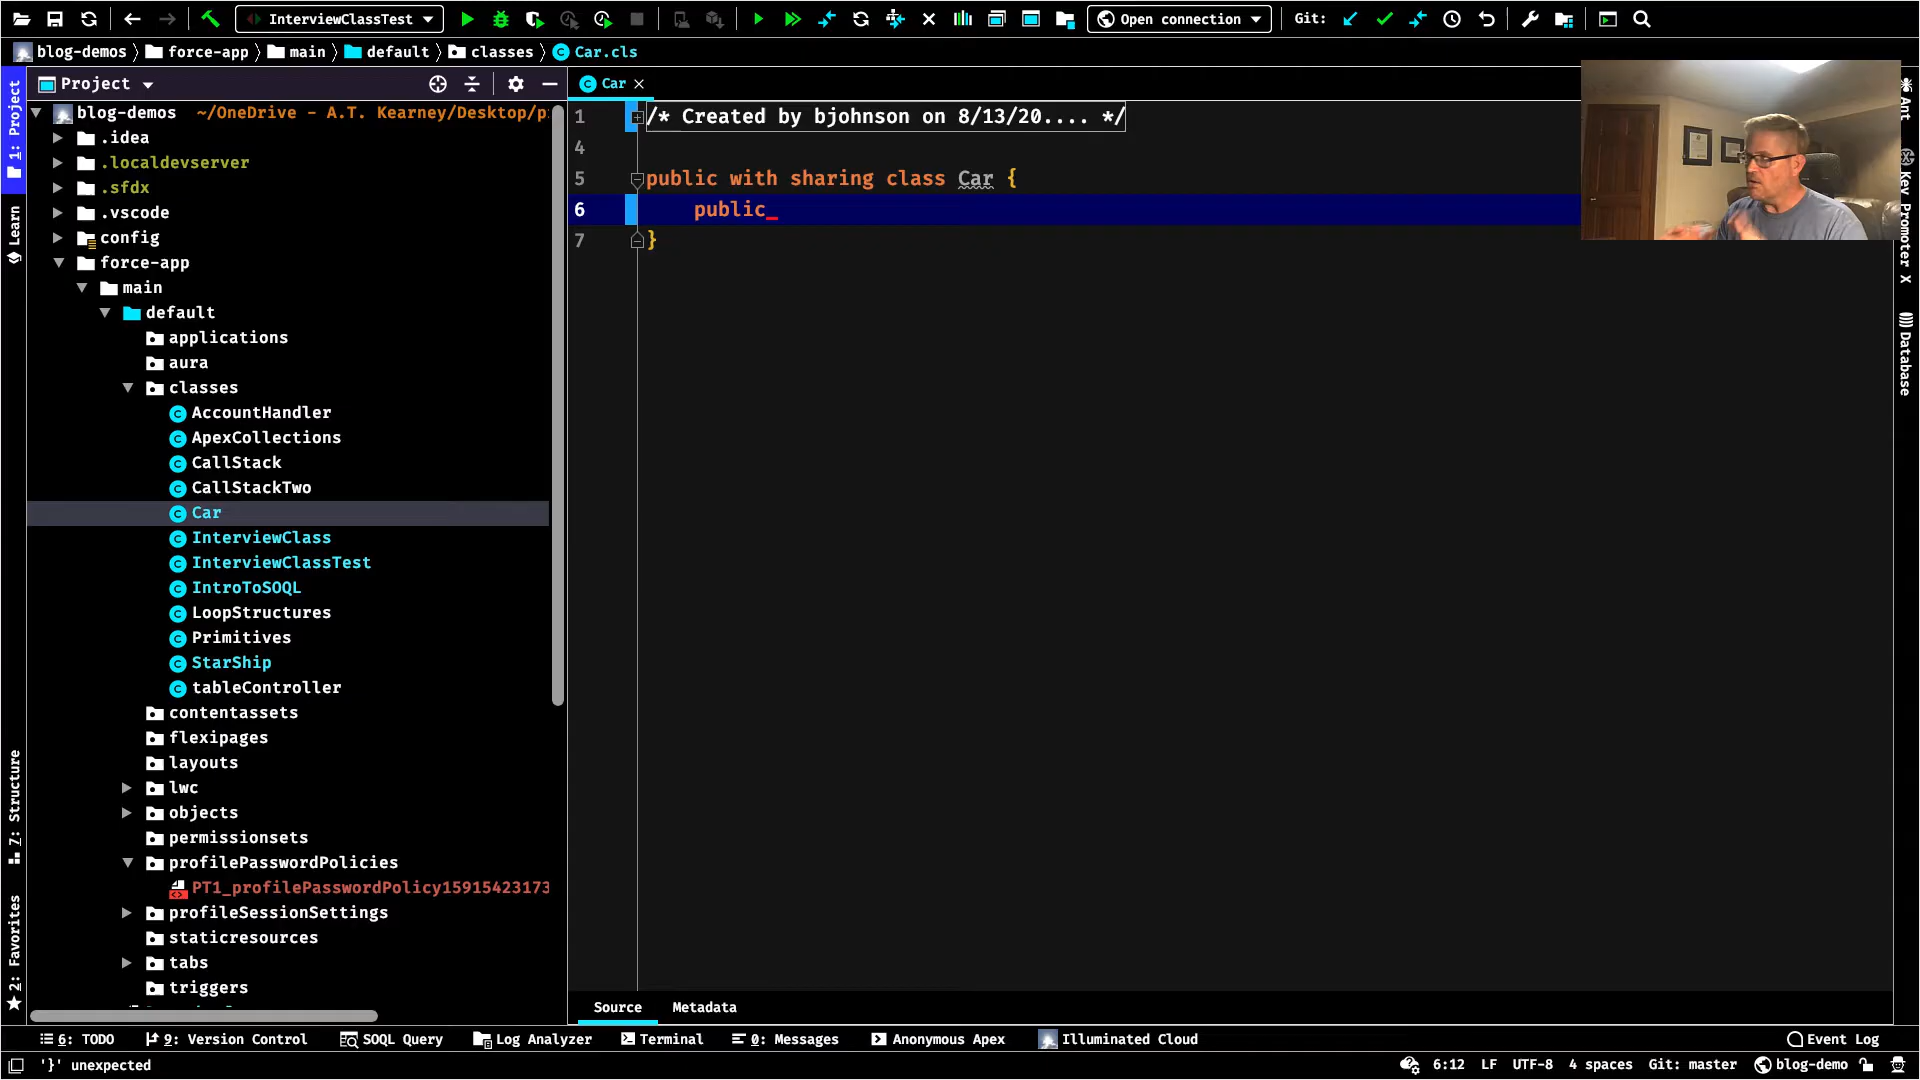 InterviewClassTest
Open connection
Git:
blog-demos
force-app
main
default
classes
Car.cls
1: Project
Learn
7: Structure
2: Favorites
Project
blog-demos ~/OneDrive - A.T. Kearney/Desktop/p
.idea
.localdevserver
.sfdx
.vscode
config
force-app
main
default
applications
aura
classes
AccountHandler
ApexCollections
CallStack
CallStackTwo
Car
InterviewClass
InterviewClassTest
IntroToSOQL
LoopStructures
Primitives
StarShip
tableController
contentassets
flexipages
layouts
lwc
objects
permissionsets
profilePasswordPolicies
PT1_profilePasswordPolicy15915423173
profileSessionSettings
staticresources
tabs
triggers
Car
1 /* Created by bjohnson on 8/13/20.... */
4
5 public with sharing class Car {
6 public
7 }
Ant
Key Promoter X
Database
Source Metadata
6: TODO
9: Version Control
SOQL Query
Log Analyzer
Terminal
0: Messages
Anonymous Apex
Illuminated Cloud
Event Log
'}' unexpected
6:12 LF UTF-8 4 spaces Git: master blog-demo